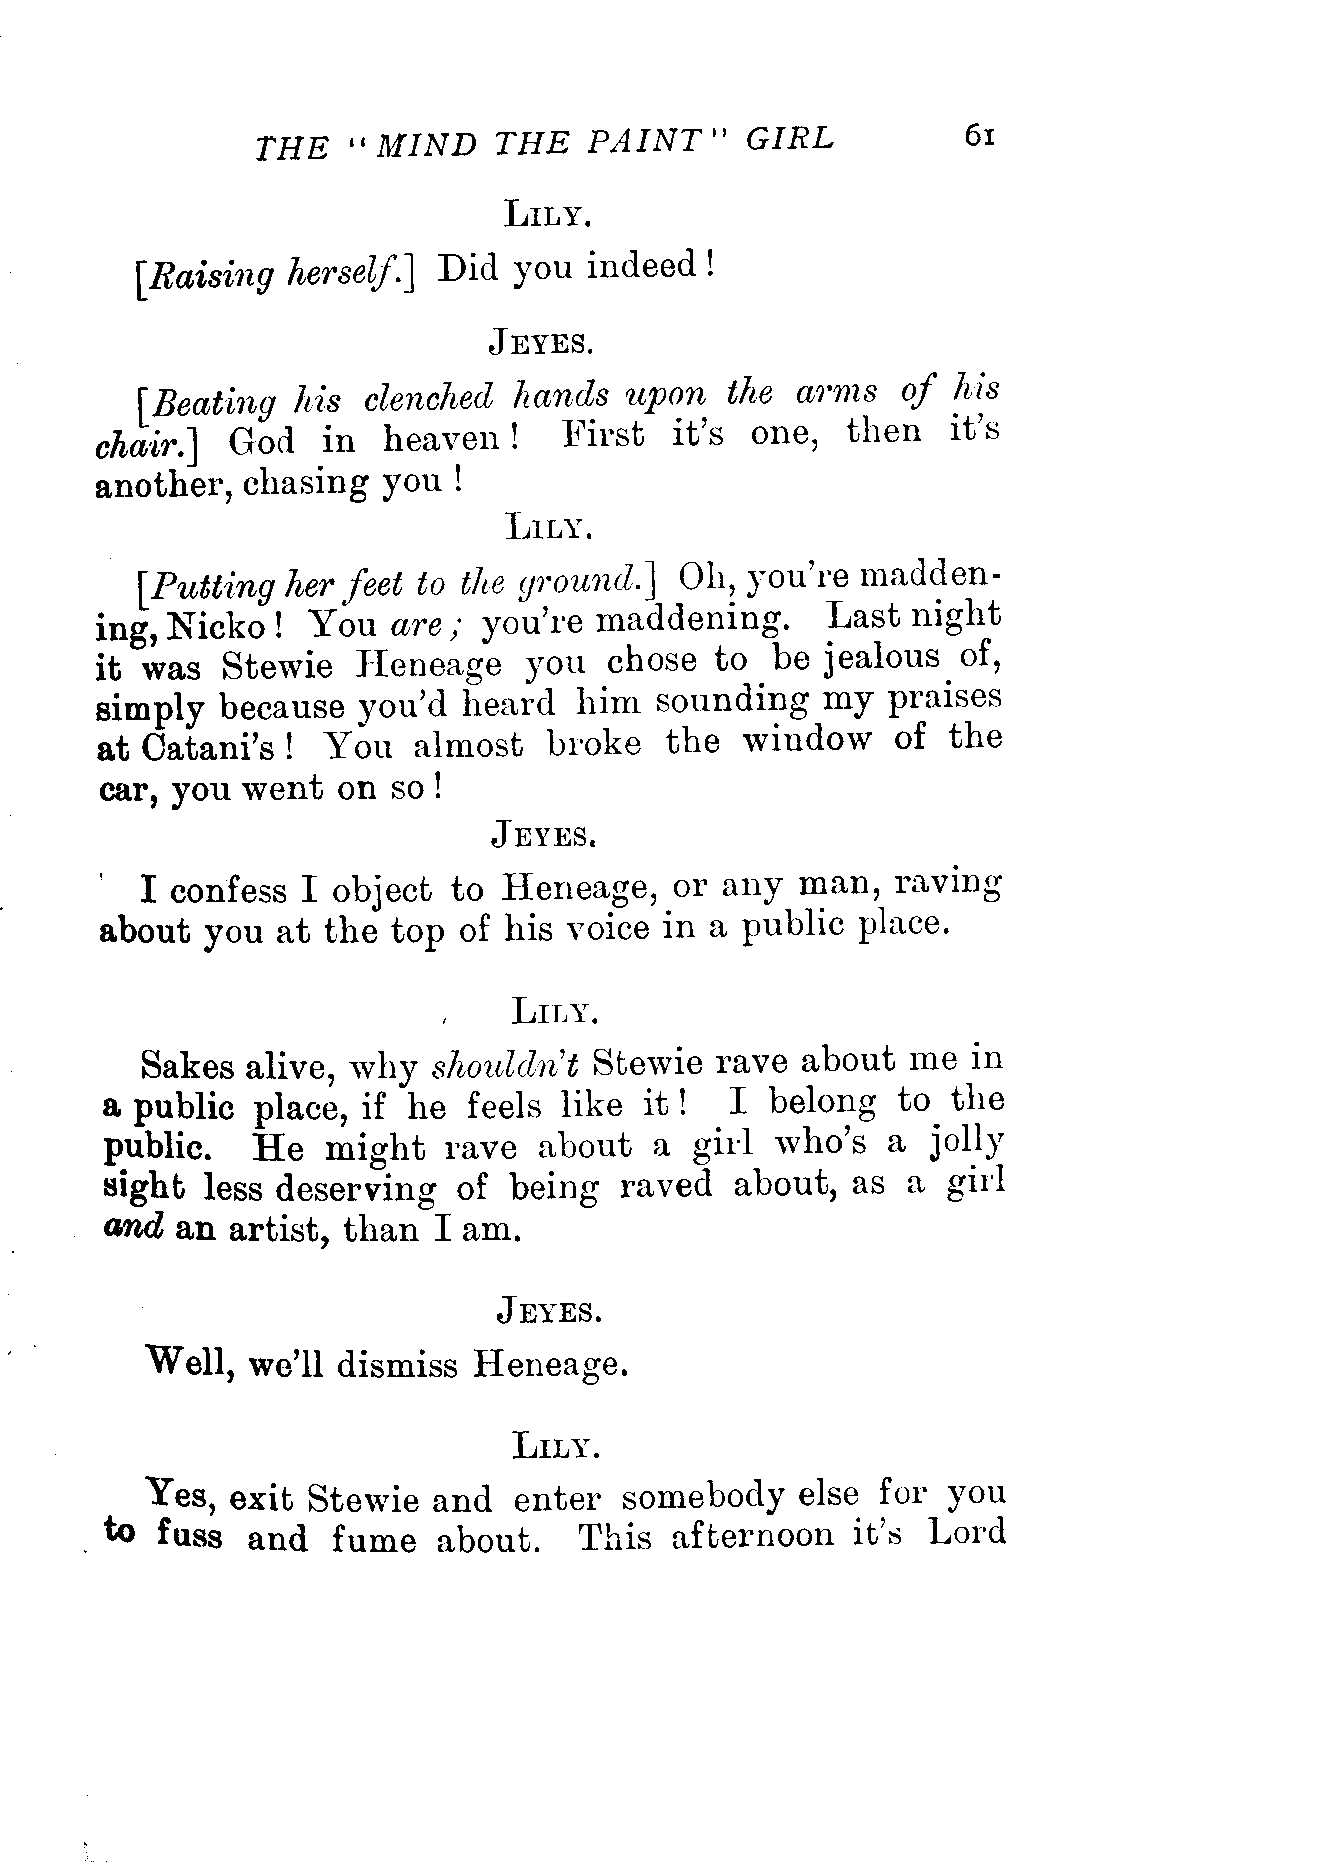 THE "MIND THE PAINT" GIRL 61
LILY.
[Raising herself.] Did you indeed!
JEYES.
[Beating his clenched hands upon the arms of his
chair.] God in heaven! First it's one, then it's
another, chasing you!
LILY.
[Putting her feet to the ground.] Oh, you're madden-
ing, Nicko! You are; you're maddening. Last night
it was Stewie Heneage you chose to be jealous of,
simply because you'd heard him sounding my praises
at Catani's! You almost broke the window of the
car, you went on so!
JEYES.
I confess I object to Heneage, or any man, raving
about you at the top of his voice in a public place.
LILY.
Sakes alive, why shouldn't Stewie rave about me in
a public place, if he feels like it! I belong to the
public. He might rave about a girl who's a jolly
sight less deserving of being raved about, as a girl
and an artist, than I am.
JEYES.
Well, we'll dismiss Heneage.
LILY.
Yes, exit Stewie and enter somebody else for you
to fuss and fume about. This afternoon it's Lord